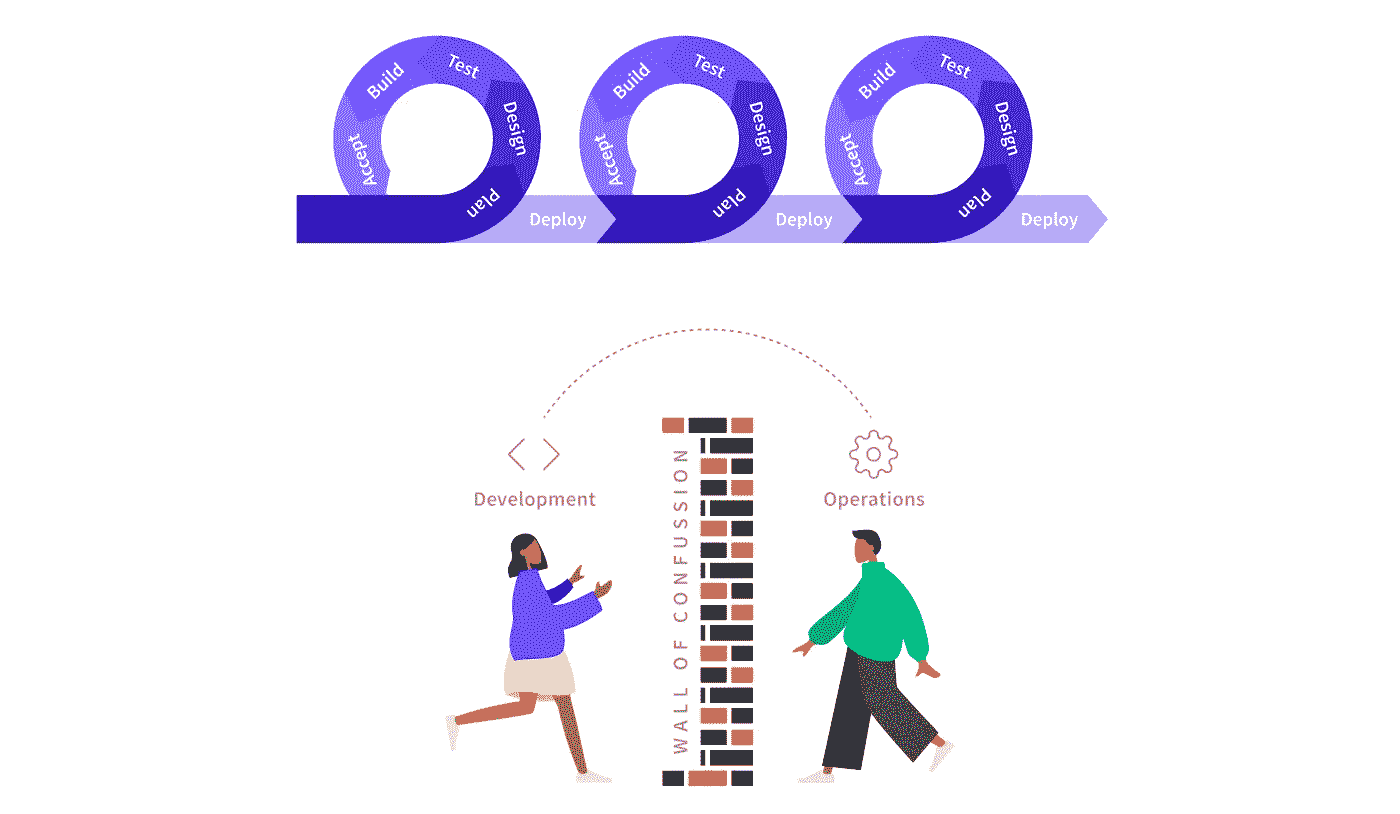 Build
Test
Design
Accept
Plan
Deploy
Build
Test
Design
Accept
Plan
Deploy
Build
Test
Design
Accept
Plan
Deploy
Development
Operations
WALL OF CONFUSSION